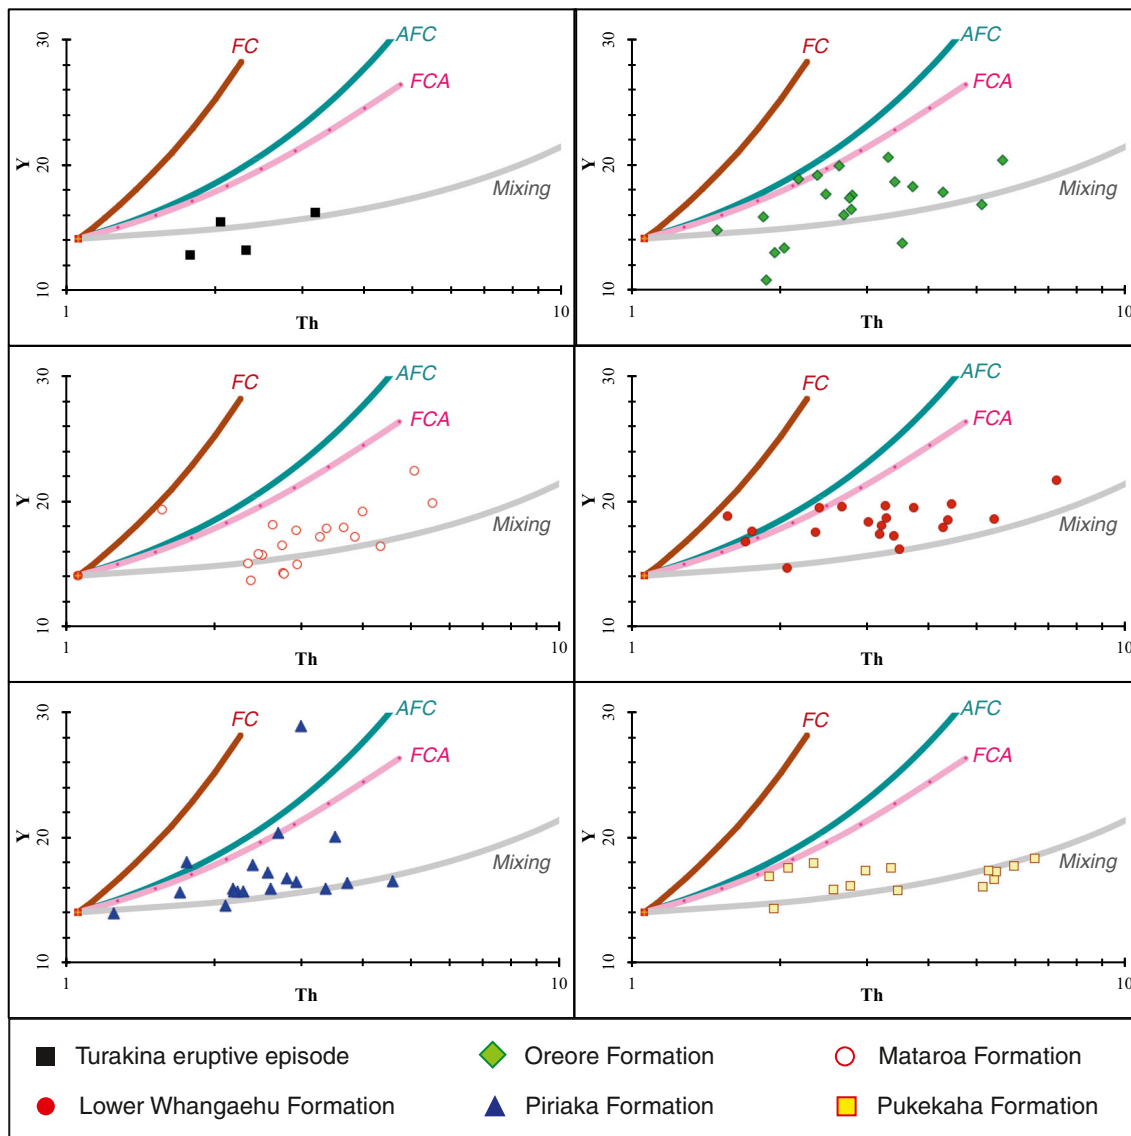 30
FC
AFC
FCA
Y
20
Mixing
10
1
Th
10
30
FC
AFC
FCA
Y
20
Mixing
10
1
Th
10
30
FC
AFC
FCA
Y
20
Mixing
10
1
Th
10
30
FC
AFC
FCA
Y
20
Mixing
10
1
Th
10
30
FC
AFC
FCA
Y
20
Mixing
10
1
Th
10
30
FC
AFC
FCA
Y
20
Mixing
10
1
Th
10
Turakina eruptive episode
Oreore Formation
Mataroa Formation
Lower Whangaehu Formation
Piriaka Formation
Pukekaha Formation